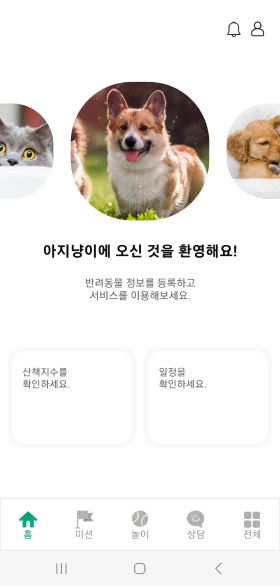 아지냥이에 오신 것을 환영해요!
반려동물 정보를 등록하고
서비스를 이용해보세요.
산책지수를
확인하세요.
일정을
확인하세요.
홈
미션
놀이
상담
전체